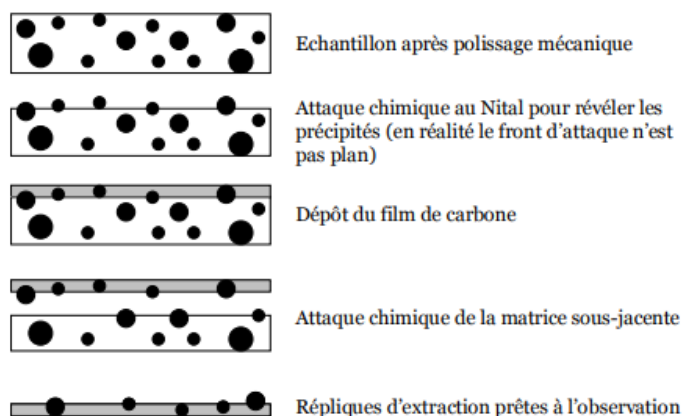 Echantillon après polissage mécanique
Attaque chimique au Nital pour révéler les
précipités (en réalité le front d'attaque n'est
pas plan)
Dépôt du film de carbone
Attaque chimique de la matrice sous-jacente
Répliques d'extraction prêtes à l'observation